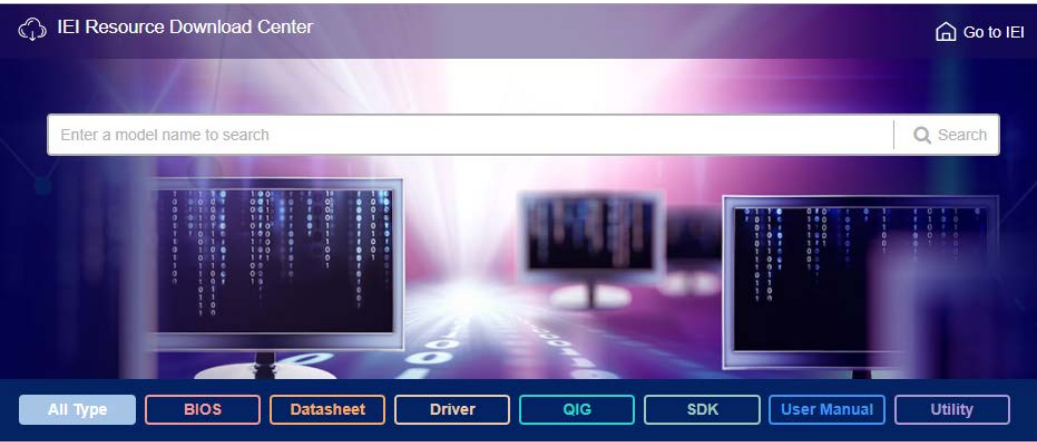 IEI Resource Download Center
Go to IEI
Enter a model name to search
Search
All Type
BIOS
Datasheet
Driver
QIG
SDK
User Manual
Utility